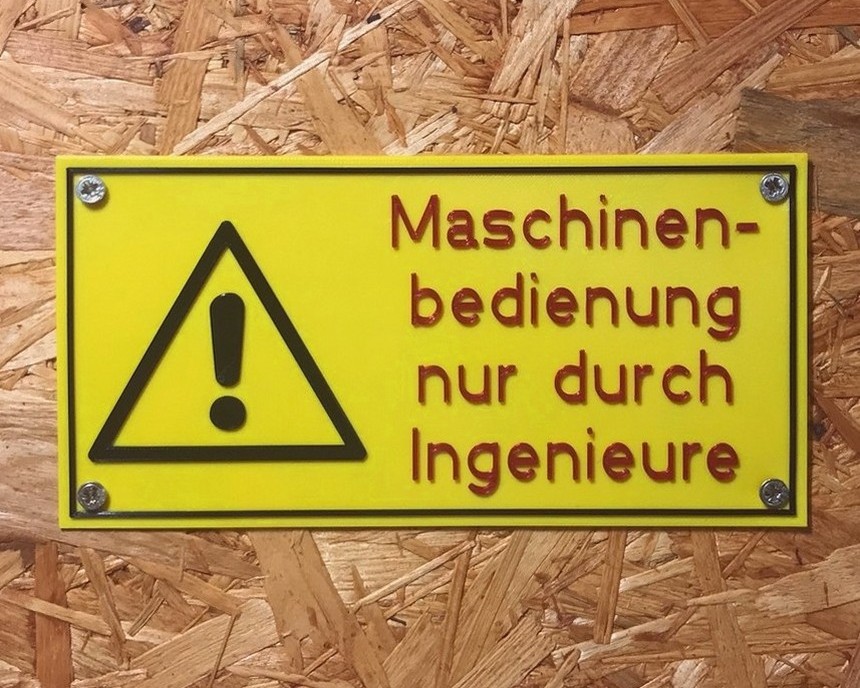 Maschinen-
bedienung
nur durch
Ingenieure